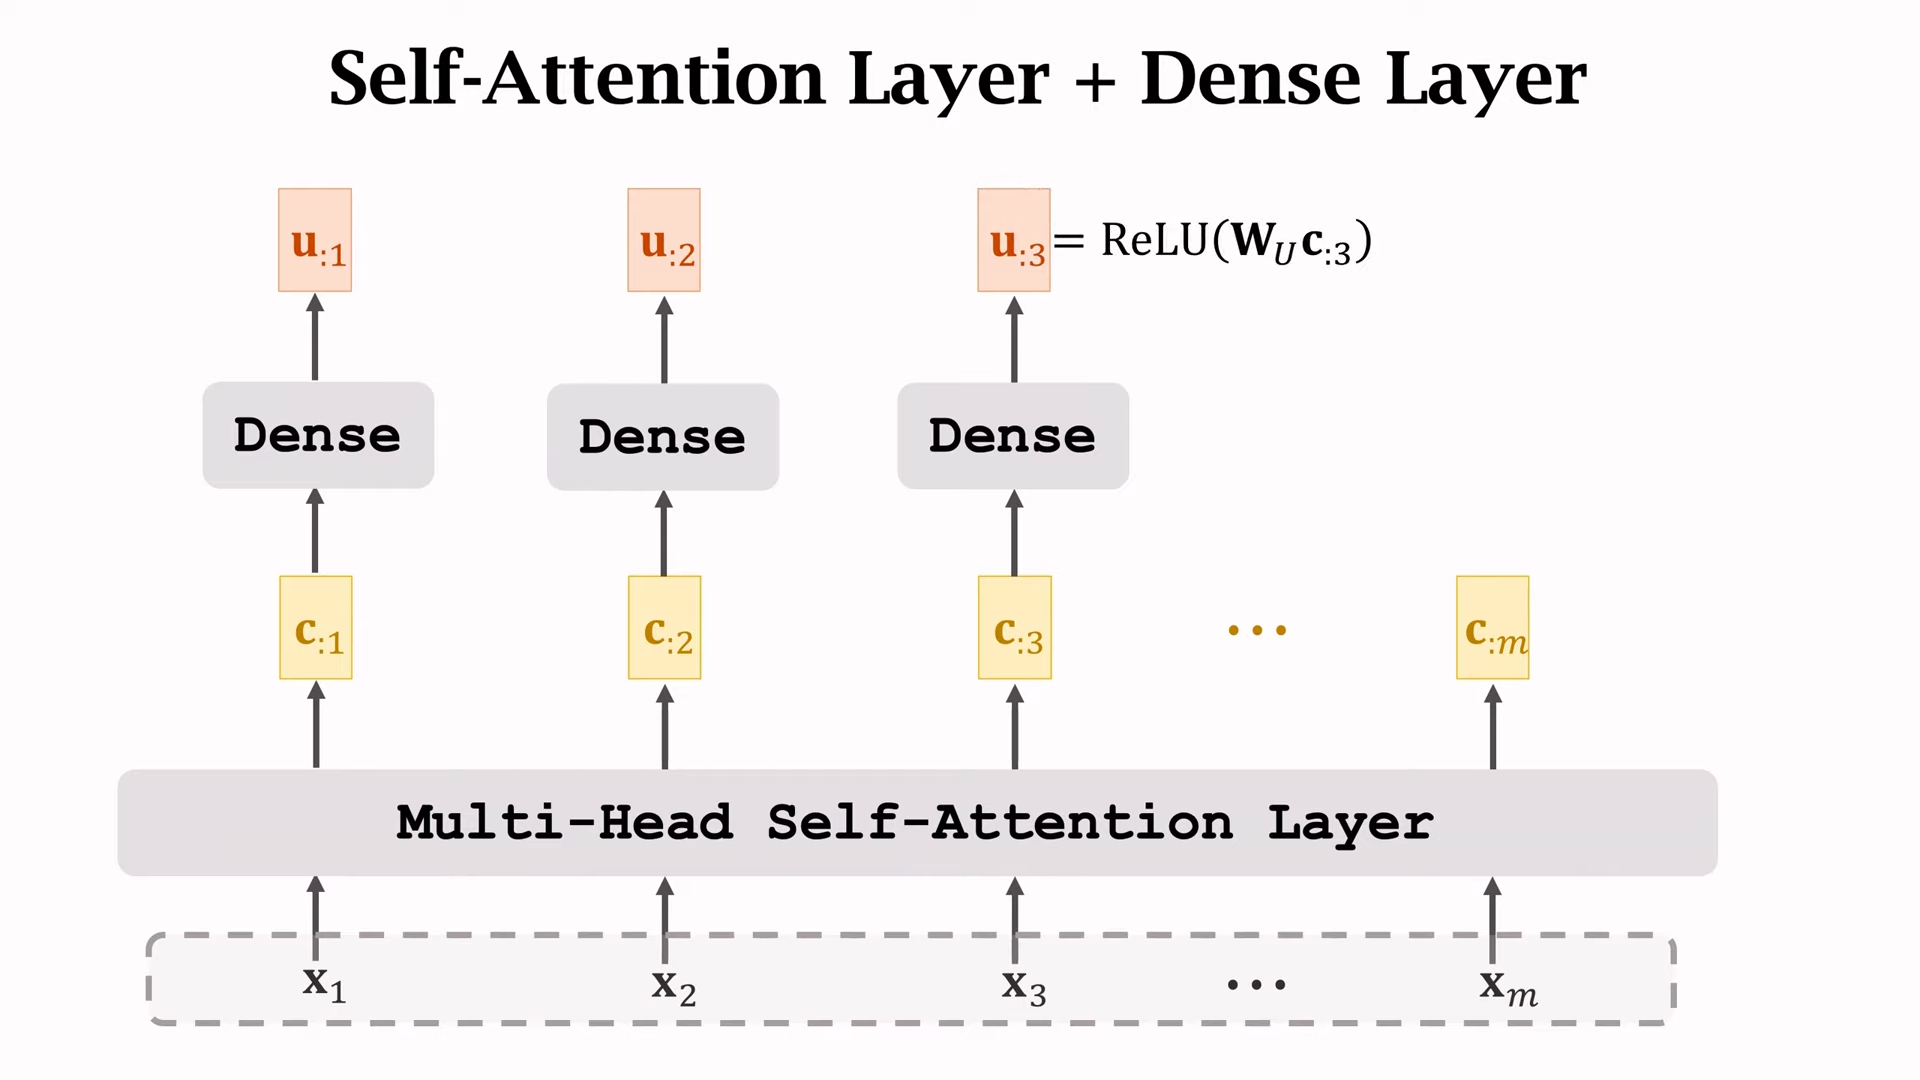 Self-Attention Layer + Dense Layer
u:1 u:2 u:3 = ReLU(W_U c:3)
Dense Dense Dense
c:1 c:2 c:3 ··· c:m
Multi-Head Self-Attention Layer
x1 x2 x3 ··· xm